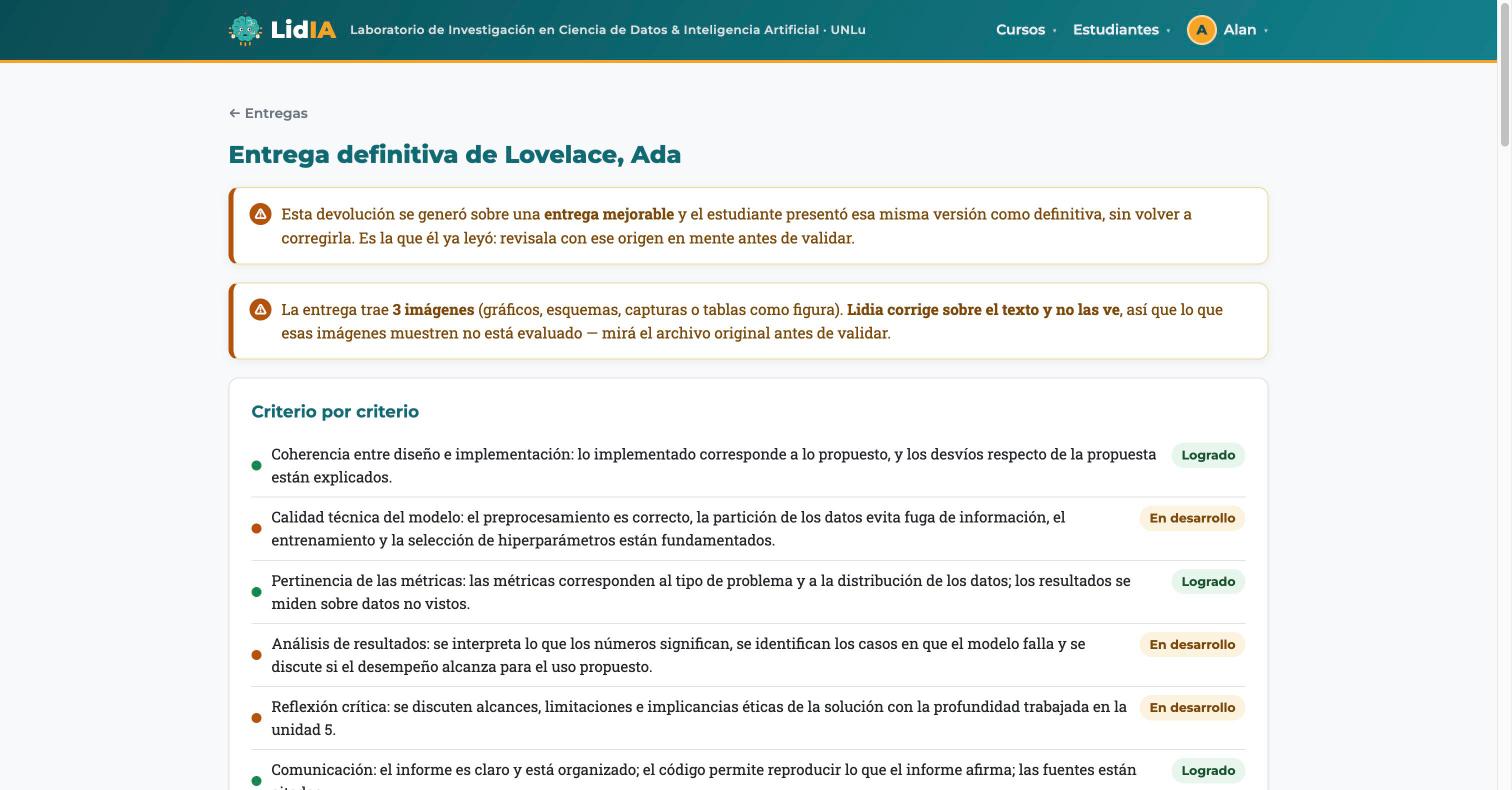 LidIA Laboratorio de Investigación en Ciencia de Datos & Inteligencia Artificial · UNLu Cursos Estudiantes A Alan
← Entregas
Entrega definitiva de Lovelace, Ada
Esta devolución se generó sobre una entrega mejorable y el estudiante presentó esa misma versión como definitiva, sin volver a
corregirla. Es la que él ya leyó: revisala con ese origen en mente antes de validar.
La entrega trae 3 imágenes (gráficos, esquemas, capturas o tablas como figura). Lidia corrige sobre el texto y no las ve, así que lo que
esas imágenes muestren no está evaluado — mirá el archivo original antes de validar.
Criterio por criterio
Coherencia entre diseño e implementación: lo implementado corresponde a lo propuesto, y los desvíos respecto de la propuesta Logrado
están explicados.
Calidad técnica del modelo: el preprocesamiento es correcto, la partición de los datos evita fuga de información, el En desarrollo
entrenamiento y la selección de hiperparámetros están fundamentados.
Pertinencia de las métricas: las métricas corresponden al tipo de problema y a la distribución de los datos; los resultados se Logrado
miden sobre datos no vistos.
Análisis de resultados: se interpreta lo que los números significan, se identifican los casos en que el modelo falla y se En desarrollo
discute si el desempeño alcanza para el uso propuesto.
Reflexión crítica: se discuten alcances, limitaciones e implicancias éticas de la solución con la profundidad trabajada en la En desarrollo
unidad 5.
Comunicación: el informe es claro y está organizado; el código permite reproducir lo que el informe afirma; las fuentes están Logrado